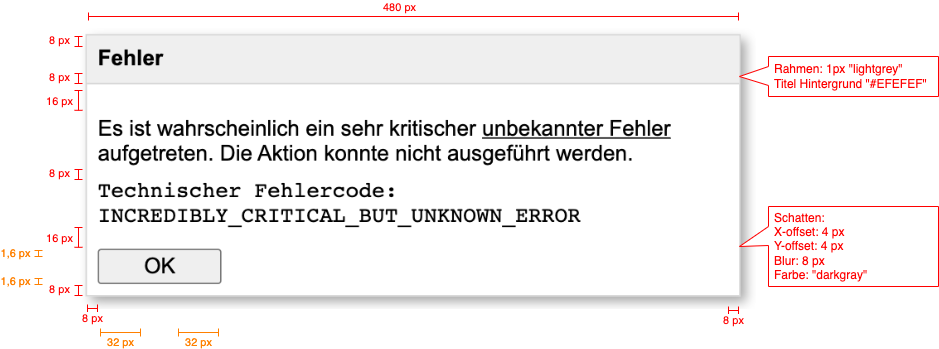 480 px
8 px
Fehler
8 px
Rahmen: 1px "lightgrey"
Titel Hintergrund "#EFEFEF"
16 px
Es ist wahrscheinlich ein sehr kritischer unbekannter Fehler
aufgetreten. Die Aktion konnte nicht ausgeführt werden.
8 px
Technischer Fehlercode:
INCREDIBLY_CRITICAL_BUT_UNKNOWN_ERROR
Schatten:
X-offset: 4 px
Y-offset: 4 px
Blur: 8 px
Farbe: "darkgray"
16 px
1,6 px
OK
1,6 px
8 px
8 px
8 px
32 px
32 px